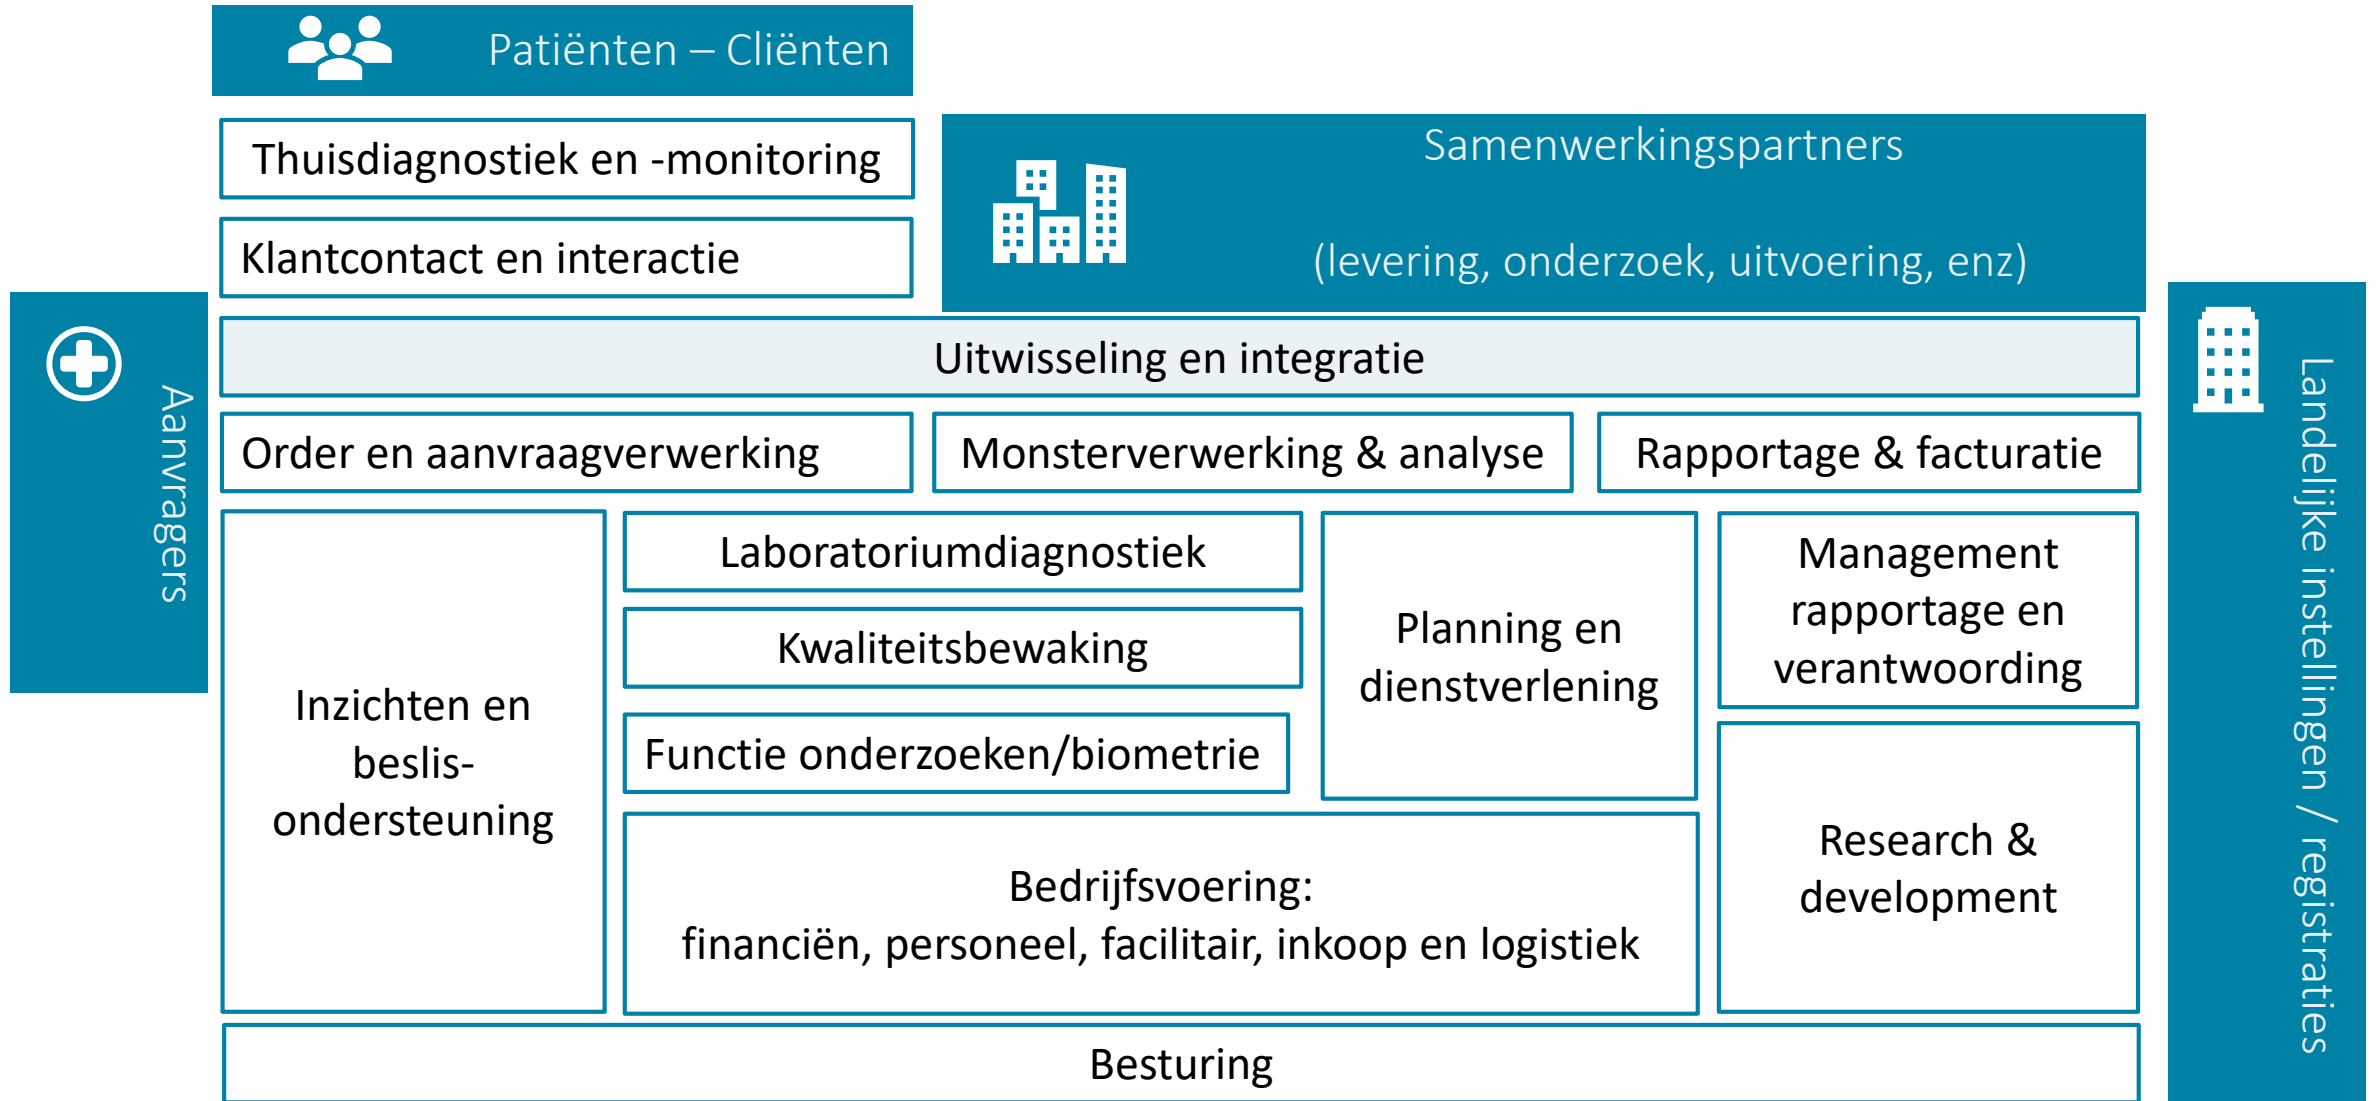 Patiënten – Cliënten
Thuisdiagnostiek en -monitoring
Klantcontact en interactie
Samenwerkingspartners
(levering, onderzoek, uitvoering, enz)
Aanvragers
Landelijke instellingen / registraties
Uitwisseling en integratie
Order en aanvraagverwerking
Monsterverwerking & analyse
Rapportage & facturatie
Inzichten en
beslis-
ondersteuning
Laboratoriumdiagnostiek
Kwaliteitsbewaking
Functie onderzoeken/biometrie
Planning en
dienstverlening
Management
rapportage en
verantwoording
Bedrijfsvoering:
financiën, personeel, facilitair, inkoop en logistiek
Research &
development
Besturing